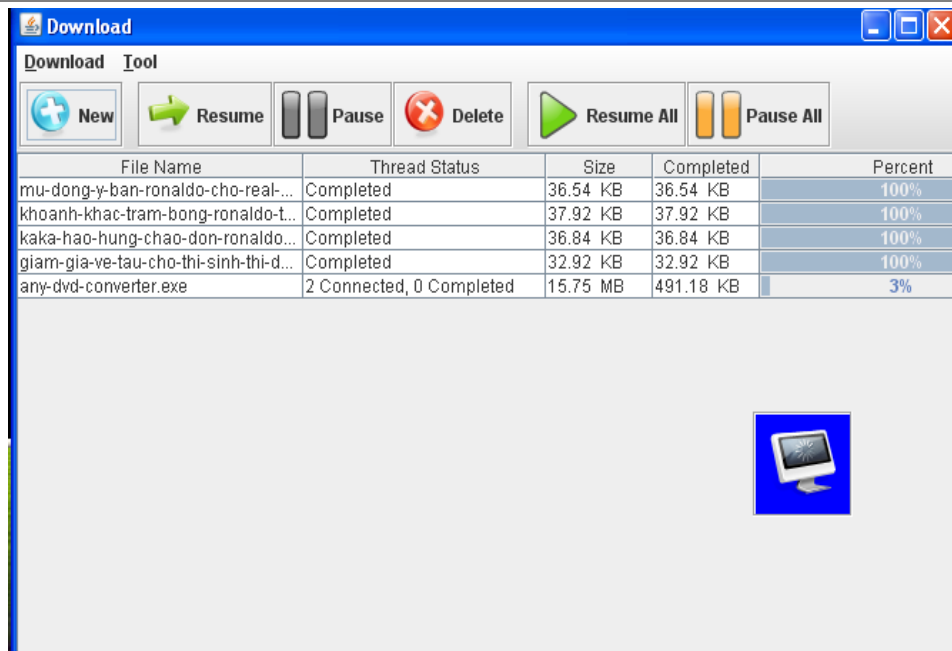 Download
Download Tool
New Resume Pause Delete Resume All Pause All
File Name Thread Status Size Completed Percent
mu-dong-y-ban-ronaldo-cho-real-... Completed 36.54 KB 36.54 KB 100%
khoanh-khac-tram-bong-ronaldo-t... Completed 37.92 KB 37.92 KB 100%
kaka-hao-hung-chao-don-ronaldo... Completed 36.84 KB 36.84 KB 100%
giam-gia-ve-tau-cho-thi-sinh-thi-d... Completed 32.92 KB 32.92 KB 100%
any-dvd-converter.exe 2 Connected, 0 Completed 15.75 MB 491.18 KB 3%